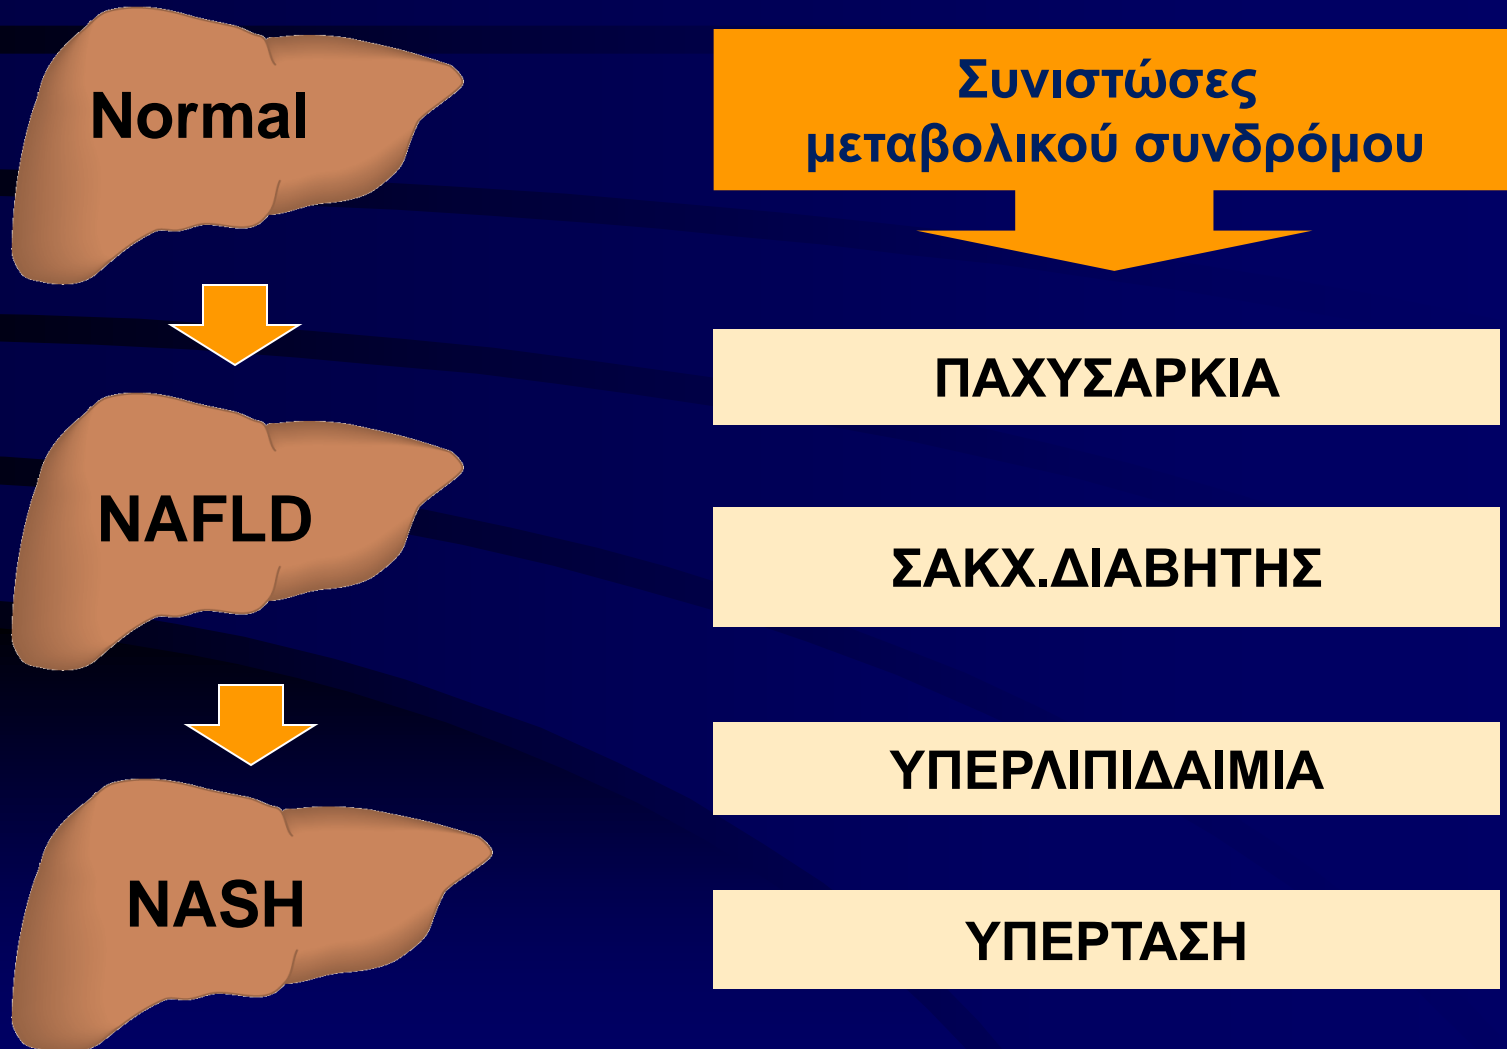 Normal
NAFLD
NASH
Συνιστώσες
μεταβολικού συνδρόμου
ΠΑΧΥΣΑΡΚΙΑ
ΣΑΚΧ.ΔΙΑΒΗΤΗΣ
ΥΠΕΡΛΙΠΙΔΑΙΜΙΑ
ΥΠΕΡΤΑΣΗ